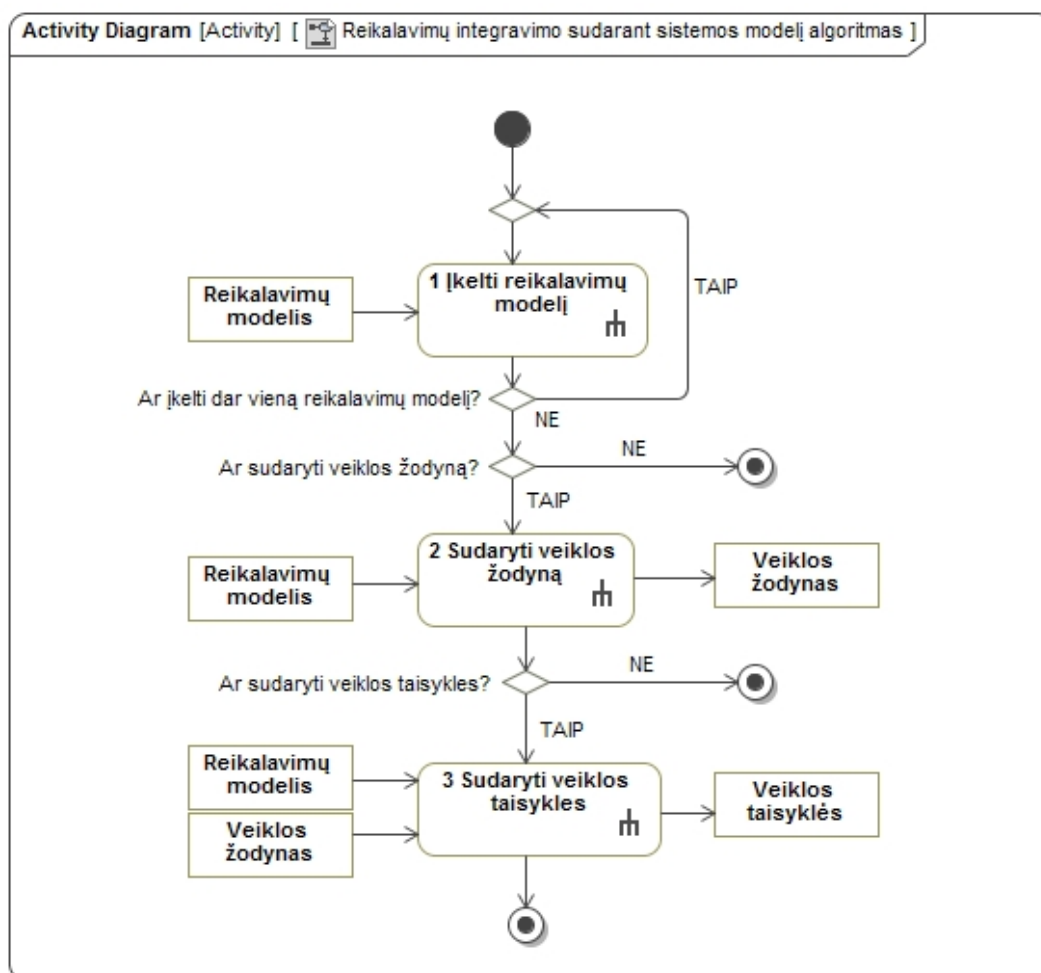 Activity Diagram [Activity] [ Reikalavimų integravimo sudarant sistemos modelį algoritmas ]
1 Įkelti reikalavimų
modelį
Reikalavimų
modelis
TAIP
Ar įkelti dar vieną reikalavimų modelį?
NE
Ar sudaryti veiklos žodyną?
NE
TAIP
2 Sudaryti veiklos
žodyną
Reikalavimų
modelis
Veiklos
žodynas
Ar sudaryti veiklos taisykles?
NE
TAIP
Reikalavimų
modelis
3 Sudaryti veiklos
taisykles
Veiklos
taisyklės
Veiklos
žodynas